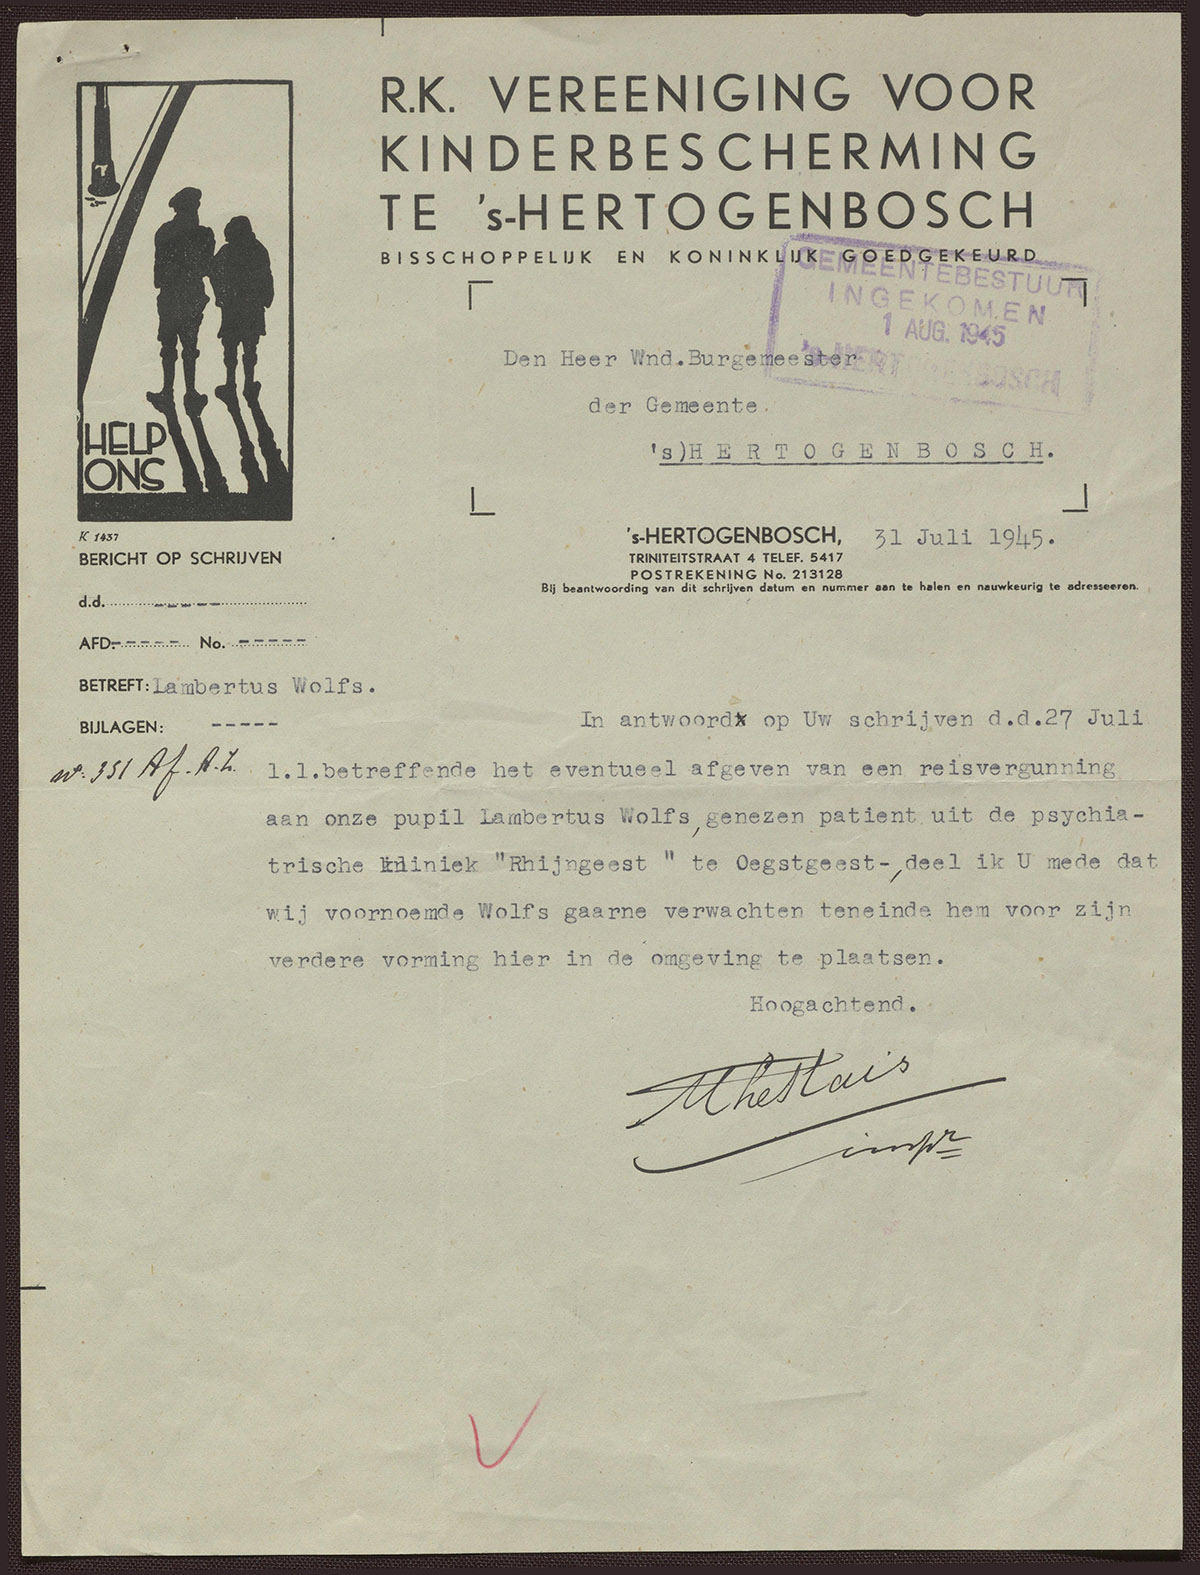 R.K. VEREENIGING VOOR
KINDERBESCHERMING
TE 's-HERTOGENBOSCH
BISSCHOPPELIJK EN KONINKLIJK GOEDGEKEURD
GEMEENTEBESTUUR
INGEKOMEN
1 AUG. 1945
's-HERTOGENBOSCH
Den Heer Wnd.Burgemeester
der Gemeente.
's)HERTOGENBOSCH.
HELP
ONS
K 1437
BERICHT OP SCHRIJVEN
d.d. -----
AFD: ----- No. -----
BETREFT: Lambertus Wolfs.
BIJLAGEN: -----
's-HERTOGENBOSCH, 31 Juli 1945.
TRINITEITSTRAAT 4 TELEF. 5417
POSTREKENING No. 213128
Bij beantwoording van dit schrijven datum en nummer aan te halen en nauwkeurig te adresseeren.
In antwoordx op Uw schrijven d.d.27 Juli
no. 351 Af. A.Z.
l.l.betreffende het eventueel afgeven van een reisvergunning
aan onze pupil Lambertus Wolfs,genezen patient uit de psychia-
trische kliniek "Rhijngeest " te Oegstgeest-,deel ik U mede dat
wij voornoemde Wolfs gaarne verwachten teneinde hem voor zijn
verdere vorming hier in de omgeving te plaatsen.
Hoogachtend.